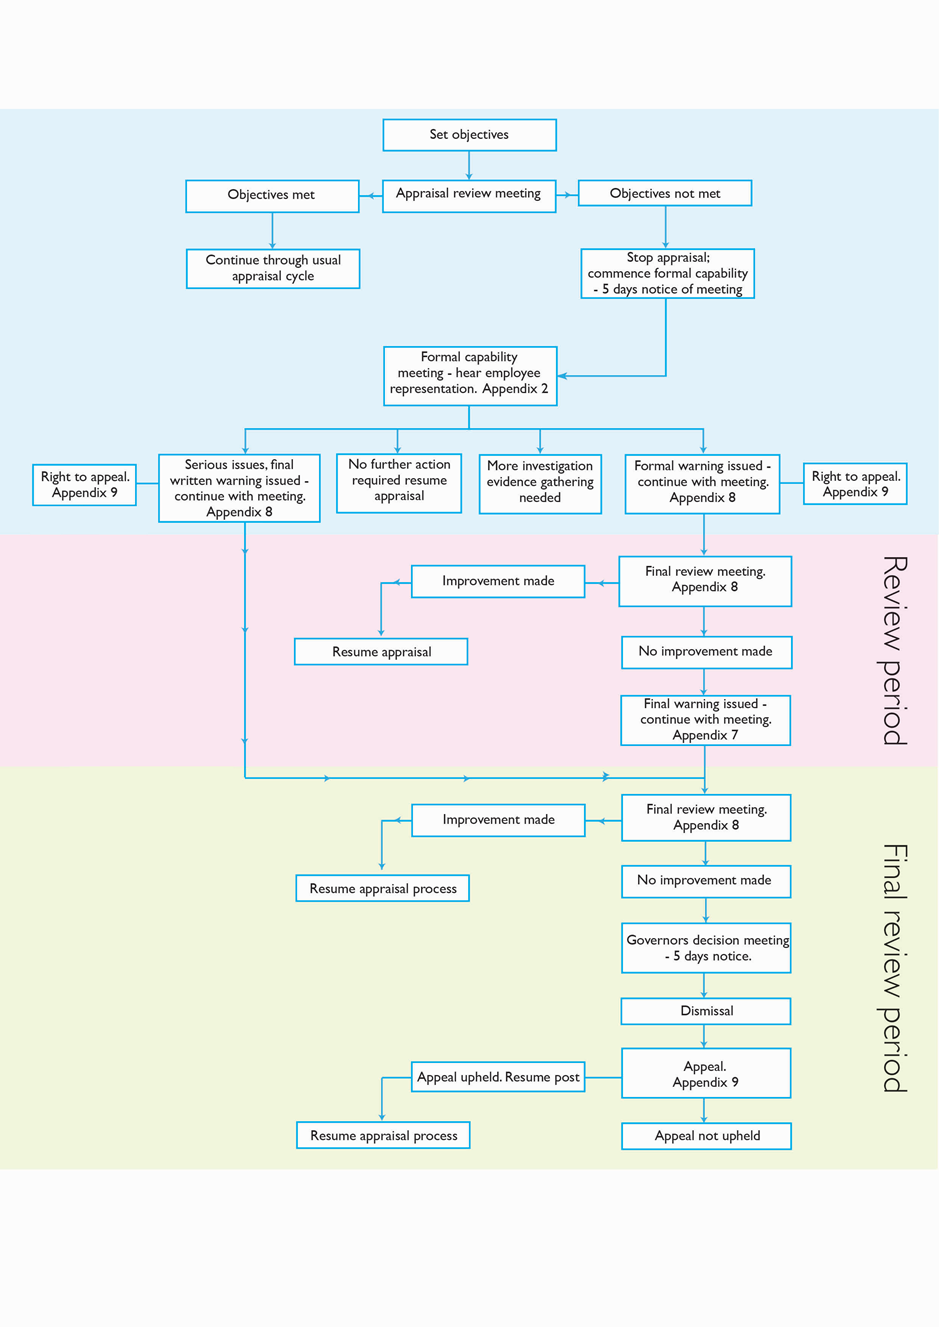 Set objectives
Objectives met
Appraisal review meeting
Objectives not met
Continue through usual
appraisal cycle
Stop appraisal;
commence formal capability
- 5 days notice of meeting
Formal capability
meeting - hear employee
representation. Appendix 2
Right to appeal.
Appendix 9
Serious issues, final
written warning issued -
continue with meeting.
Appendix 8
No further action
required resume
appraisal
More investigation
evidence gathering
needed
Formal warning issued -
continue with meeting.
Appendix 8
Right to appeal.
Appendix 9
Review period
Improvement made
Final review meeting.
Appendix 8
Resume appraisal
No improvement made
Final warning issued -
continue with meeting.
Appendix 7
Final review period
Improvement made
Final review meeting.
Appendix 8
Resume appraisal process
No improvement made
Governors decision meeting
- 5 days notice.
Dismissal
Appeal upheld. Resume post
Appeal.
Appendix 9
Resume appraisal process
Appeal not upheld